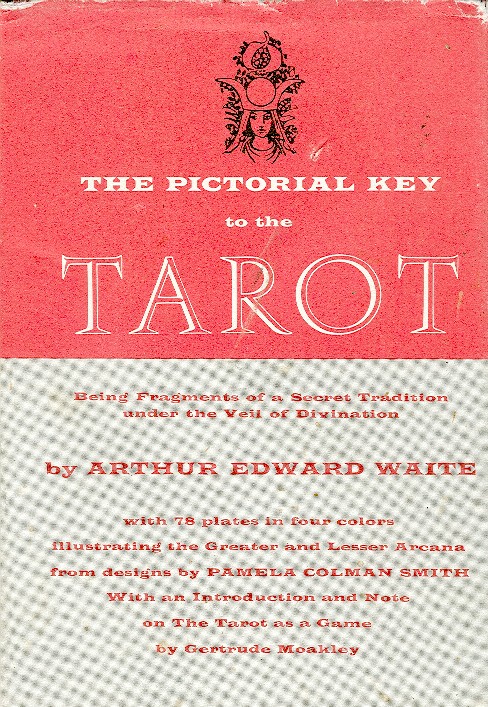 THE PICTORIAL KEY
to the
TAROT
Being Fragments of a Secret Tradition
under the Veil of Divination
by ARTHUR EDWARD WAITE
with 78 plates in four colors
illustrating the Greater and Lesser Arcana
from designs by PAMELA COLMAN SMITH
With an Introduction and Note
on The Tarot as a Game
by Gertrude Moakley